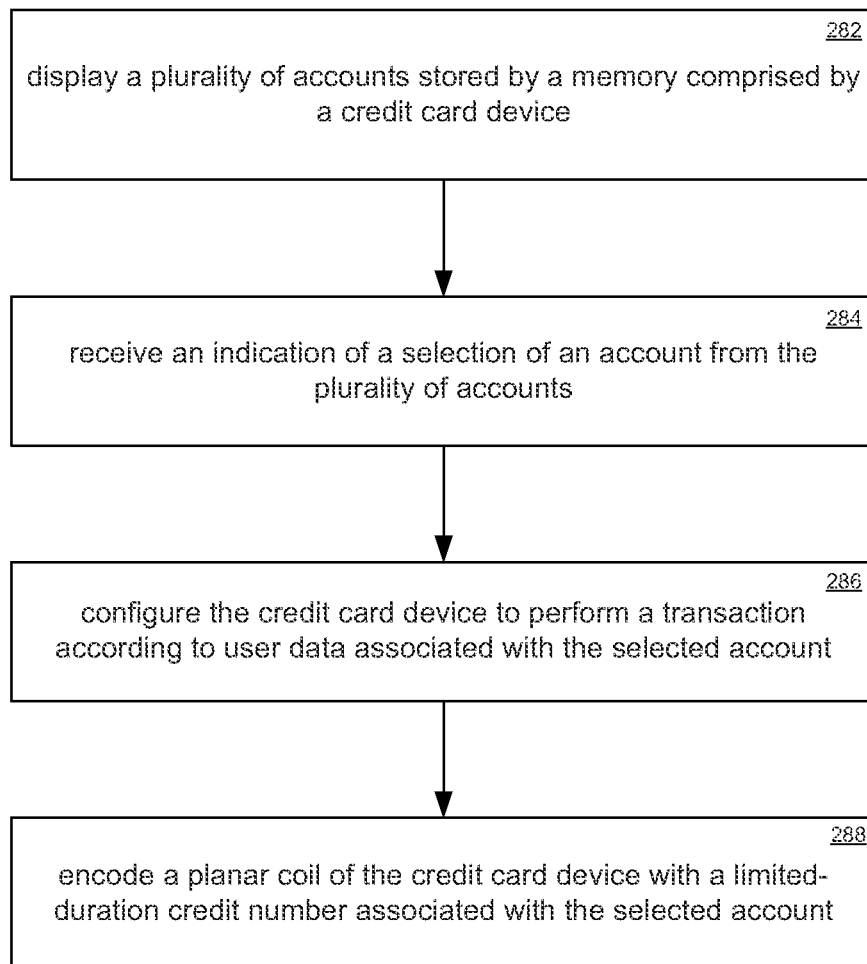 282
display a plurality of accounts stored by a memory comprised by
a credit card device
284
receive an indication of a selection of an account from the
plurality of accounts
286
configure the credit card device to perform a transaction
according to user data associated with the selected account
288
encode a planar coil of the credit card device with a limited-
duration credit number associated with the selected account